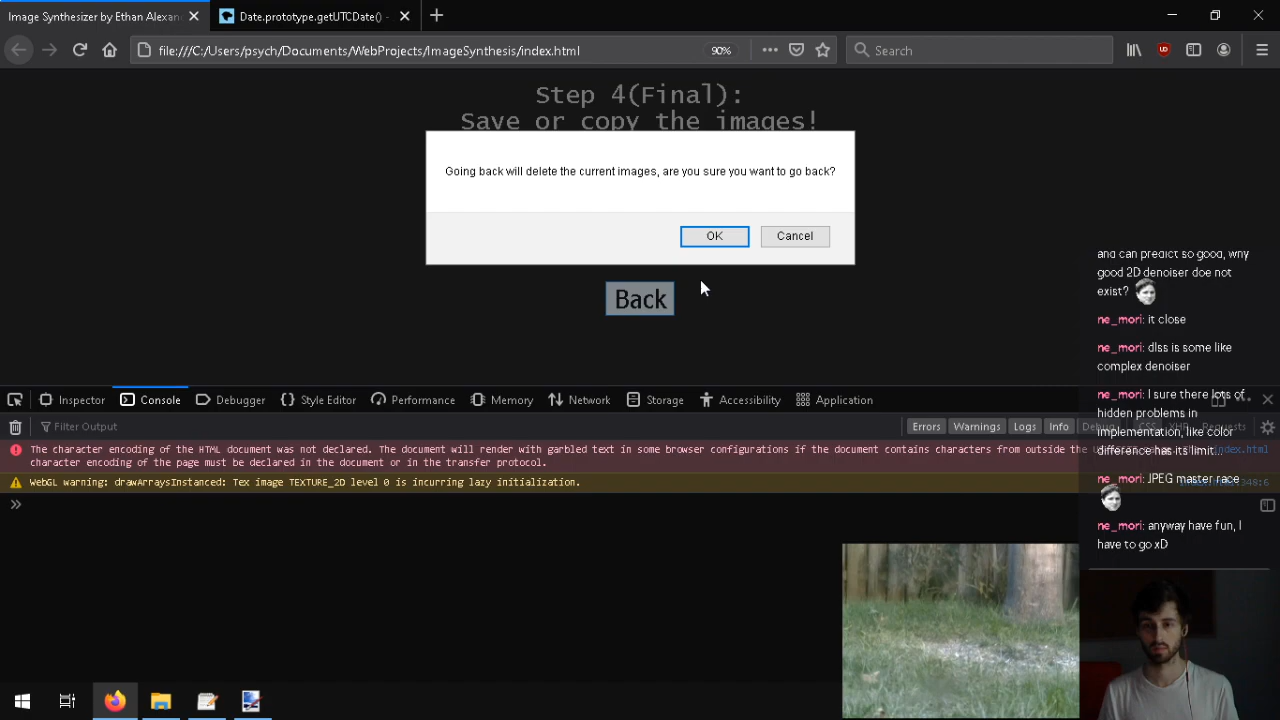 Image Synthesizer by Ethan Alexan
Date.prototype.getUTCDate() -
file:///C:/Users/psych/Documents/WebProjects/ImageSynthesis/index.html
90%
Search
Step 4(Final):
Save or copy the images!
Going back will delete the current images, are you sure you want to go back?
OK
Cancel
Back
and can predict so good, why
good 2D denoiser doe not
exist?
ne_mori: it close
ne_mori: dlss is some like
complex denoiser
ne_mori: I sure there lots of
hidden problems in
implementation, like color
difference has its limit...
ne_mori: JPEG master race
ne_mori: anyway have fun, I
have to go xD
Inspector
Console
Debugger
Style Editor
Performance
Memory
Network
Storage
Accessibility
Application
Filter Output
Errors
Warnings
Logs
Info
Debug
CSS
XHR
Requests
The character encoding of the HTML document was not declared. The document will render with garbled text in some browser configurations if the document contains characters from outside the
index.html
character encoding of the page must be declared in the document or in the transfer protocol.
WebGL warning: drawArraysInstanced: Tex image TEXTURE_2D level 0 is incurring lazy initialization.